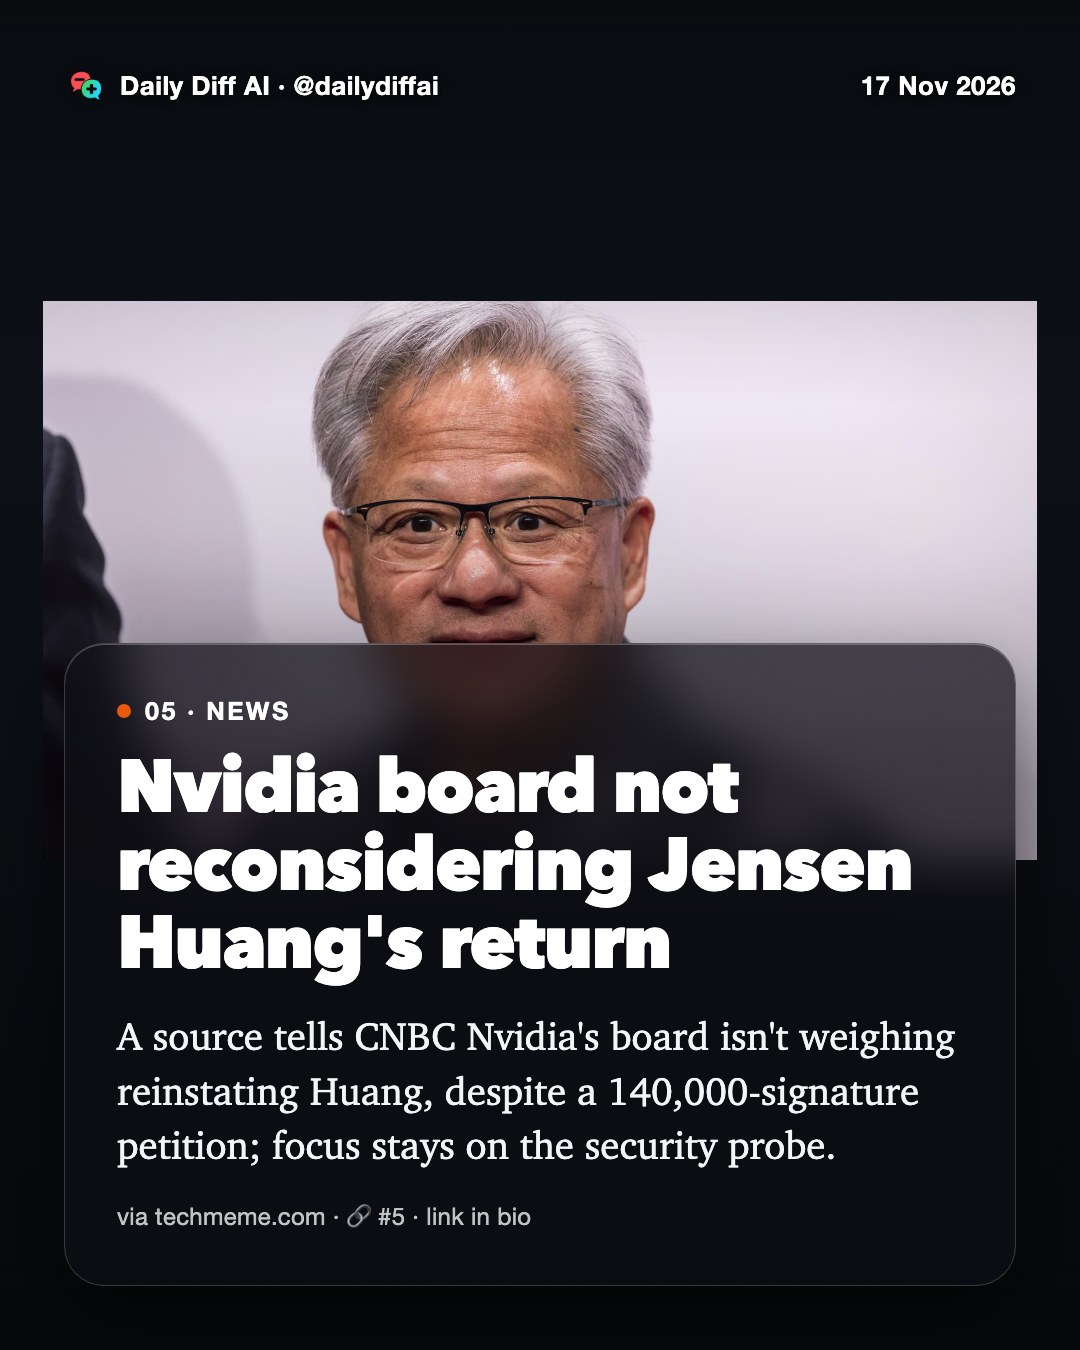 Daily Diff AI · @dailydiffai
17 Nov 2026
05 · NEWS
Nvidia board not
reconsidering Jensen
Huang's return
A source tells CNBC Nvidia's board isn't weighing
reinstating Huang, despite a 140,000-signature
petition; focus stays on the security probe.
via techmeme.com · 🔗 #5 · link in bio